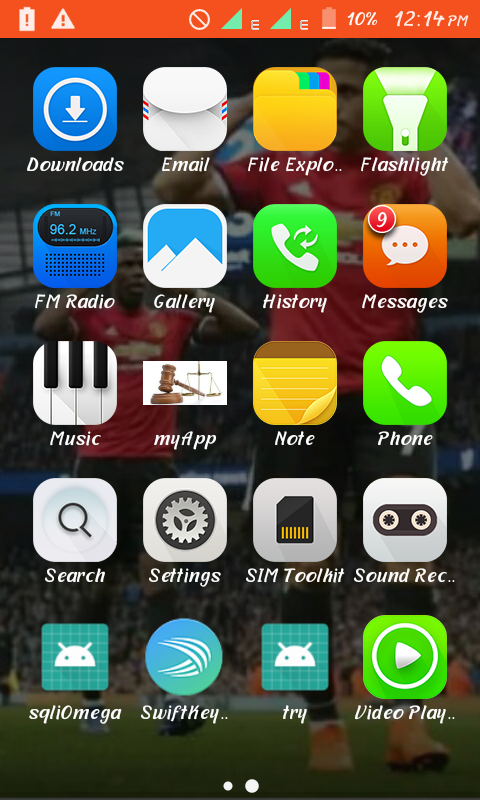 E E 10% 12:14 PM
Downloads Email File Explo.. Flashlight
FM 96.2 MHz 9
FM Radio Gallery History Messages
Music myApp Note Phone
Search Settings SIM Toolkit Sound Rec..
sqliOmega SwiftKey.. try Video Play..